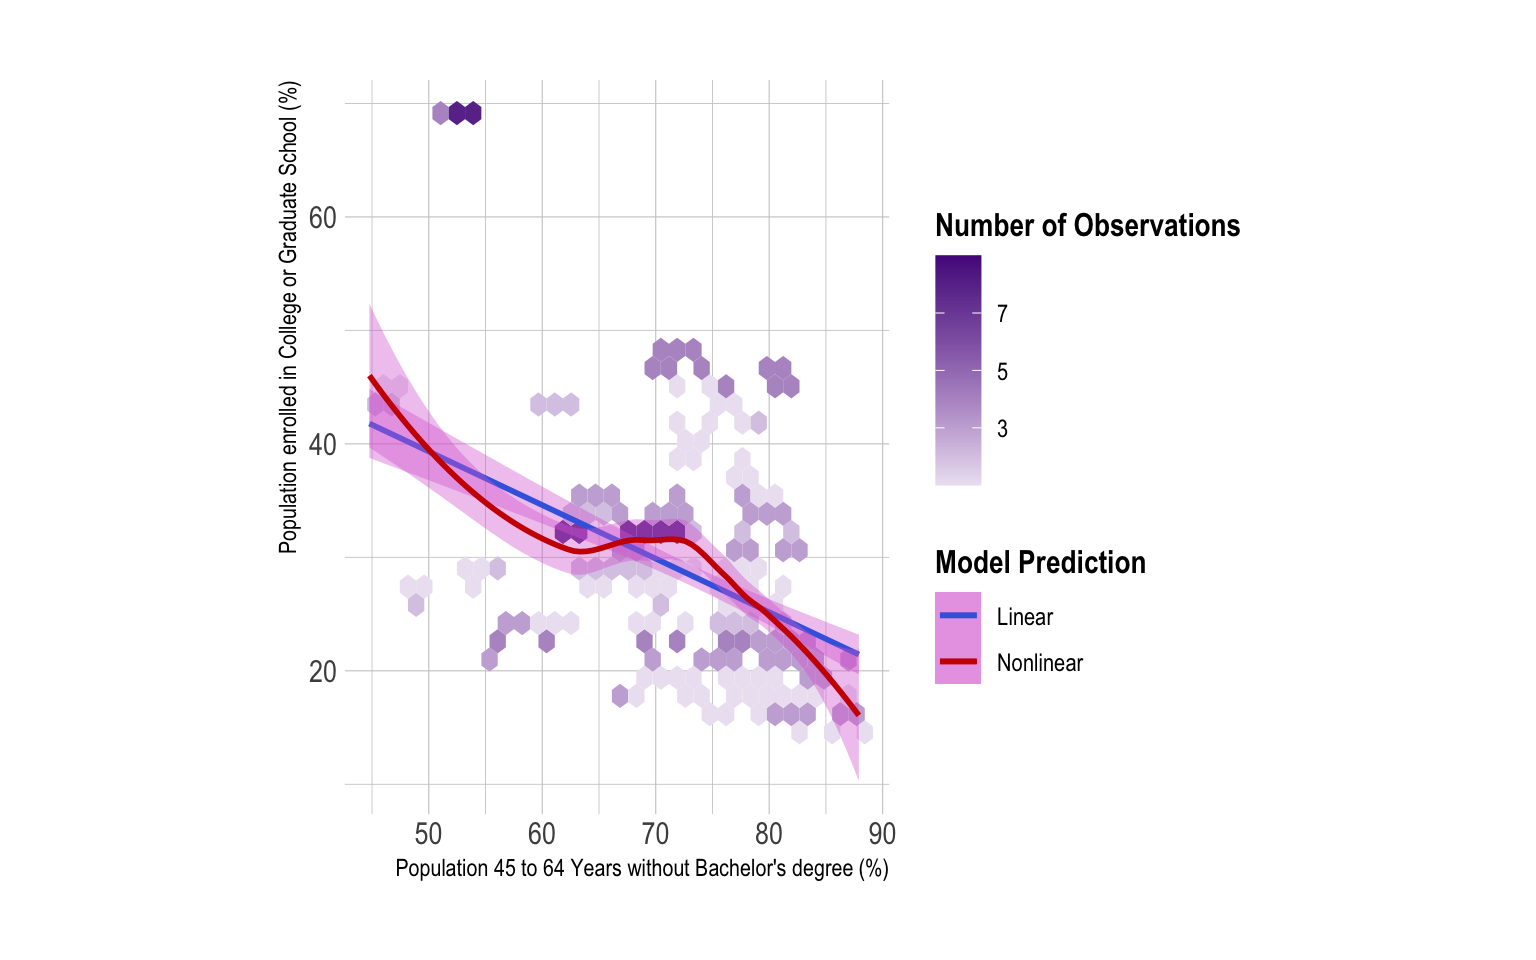 Population enrolled in College or Graduate School (%)
60
40
20
50 60 70 80 90
Population 45 to 64 Years without Bachelor's degree (%)
Number of Observations
7
5
3
Model Prediction
Linear
Nonlinear